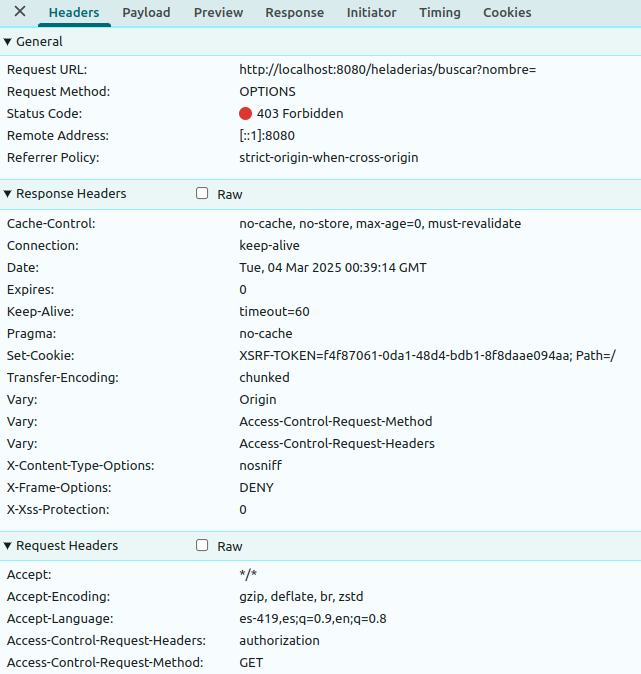 Headers Payload Preview Response Initiator Timing Cookies
General
Request URL: http://localhost:8080/heladerias/buscar?nombre=
Request Method: OPTIONS
Status Code: 403 Forbidden
Remote Address: [::1]:8080
Referrer Policy: strict-origin-when-cross-origin
Response Headers Raw
Cache-Control: no-cache, no-store, max-age=0, must-revalidate
Connection: keep-alive
Date: Tue, 04 Mar 2025 00:39:14 GMT
Expires: 0
Keep-Alive: timeout=60
Pragma: no-cache
Set-Cookie: XSRF-TOKEN=f4f87061-0da1-48d4-bdb1-8f8daae094aa; Path=/
Transfer-Encoding: chunked
Vary: Origin
Vary: Access-Control-Request-Method
Vary: Access-Control-Request-Headers
X-Content-Type-Options: nosniff
X-Frame-Options: DENY
X-Xss-Protection: 0
Request Headers Raw
Accept: */*
Accept-Encoding: gzip, deflate, br, zstd
Accept-Language: es-419,es;q=0.9,en;q=0.8
Access-Control-Request-Headers: authorization
Access-Control-Request-Method: GET